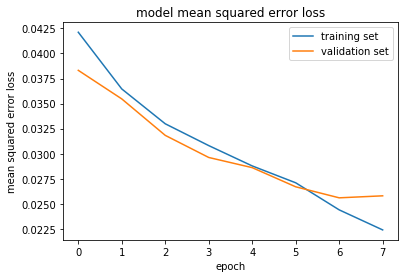 model mean squared error loss
training set
validation set
mean squared error loss
0.0425
0.0400
0.0375
0.0350
0.0325
0.0300
0.0275
0.0250
0.0225
0 1 2 3 4 5 6 7
epoch